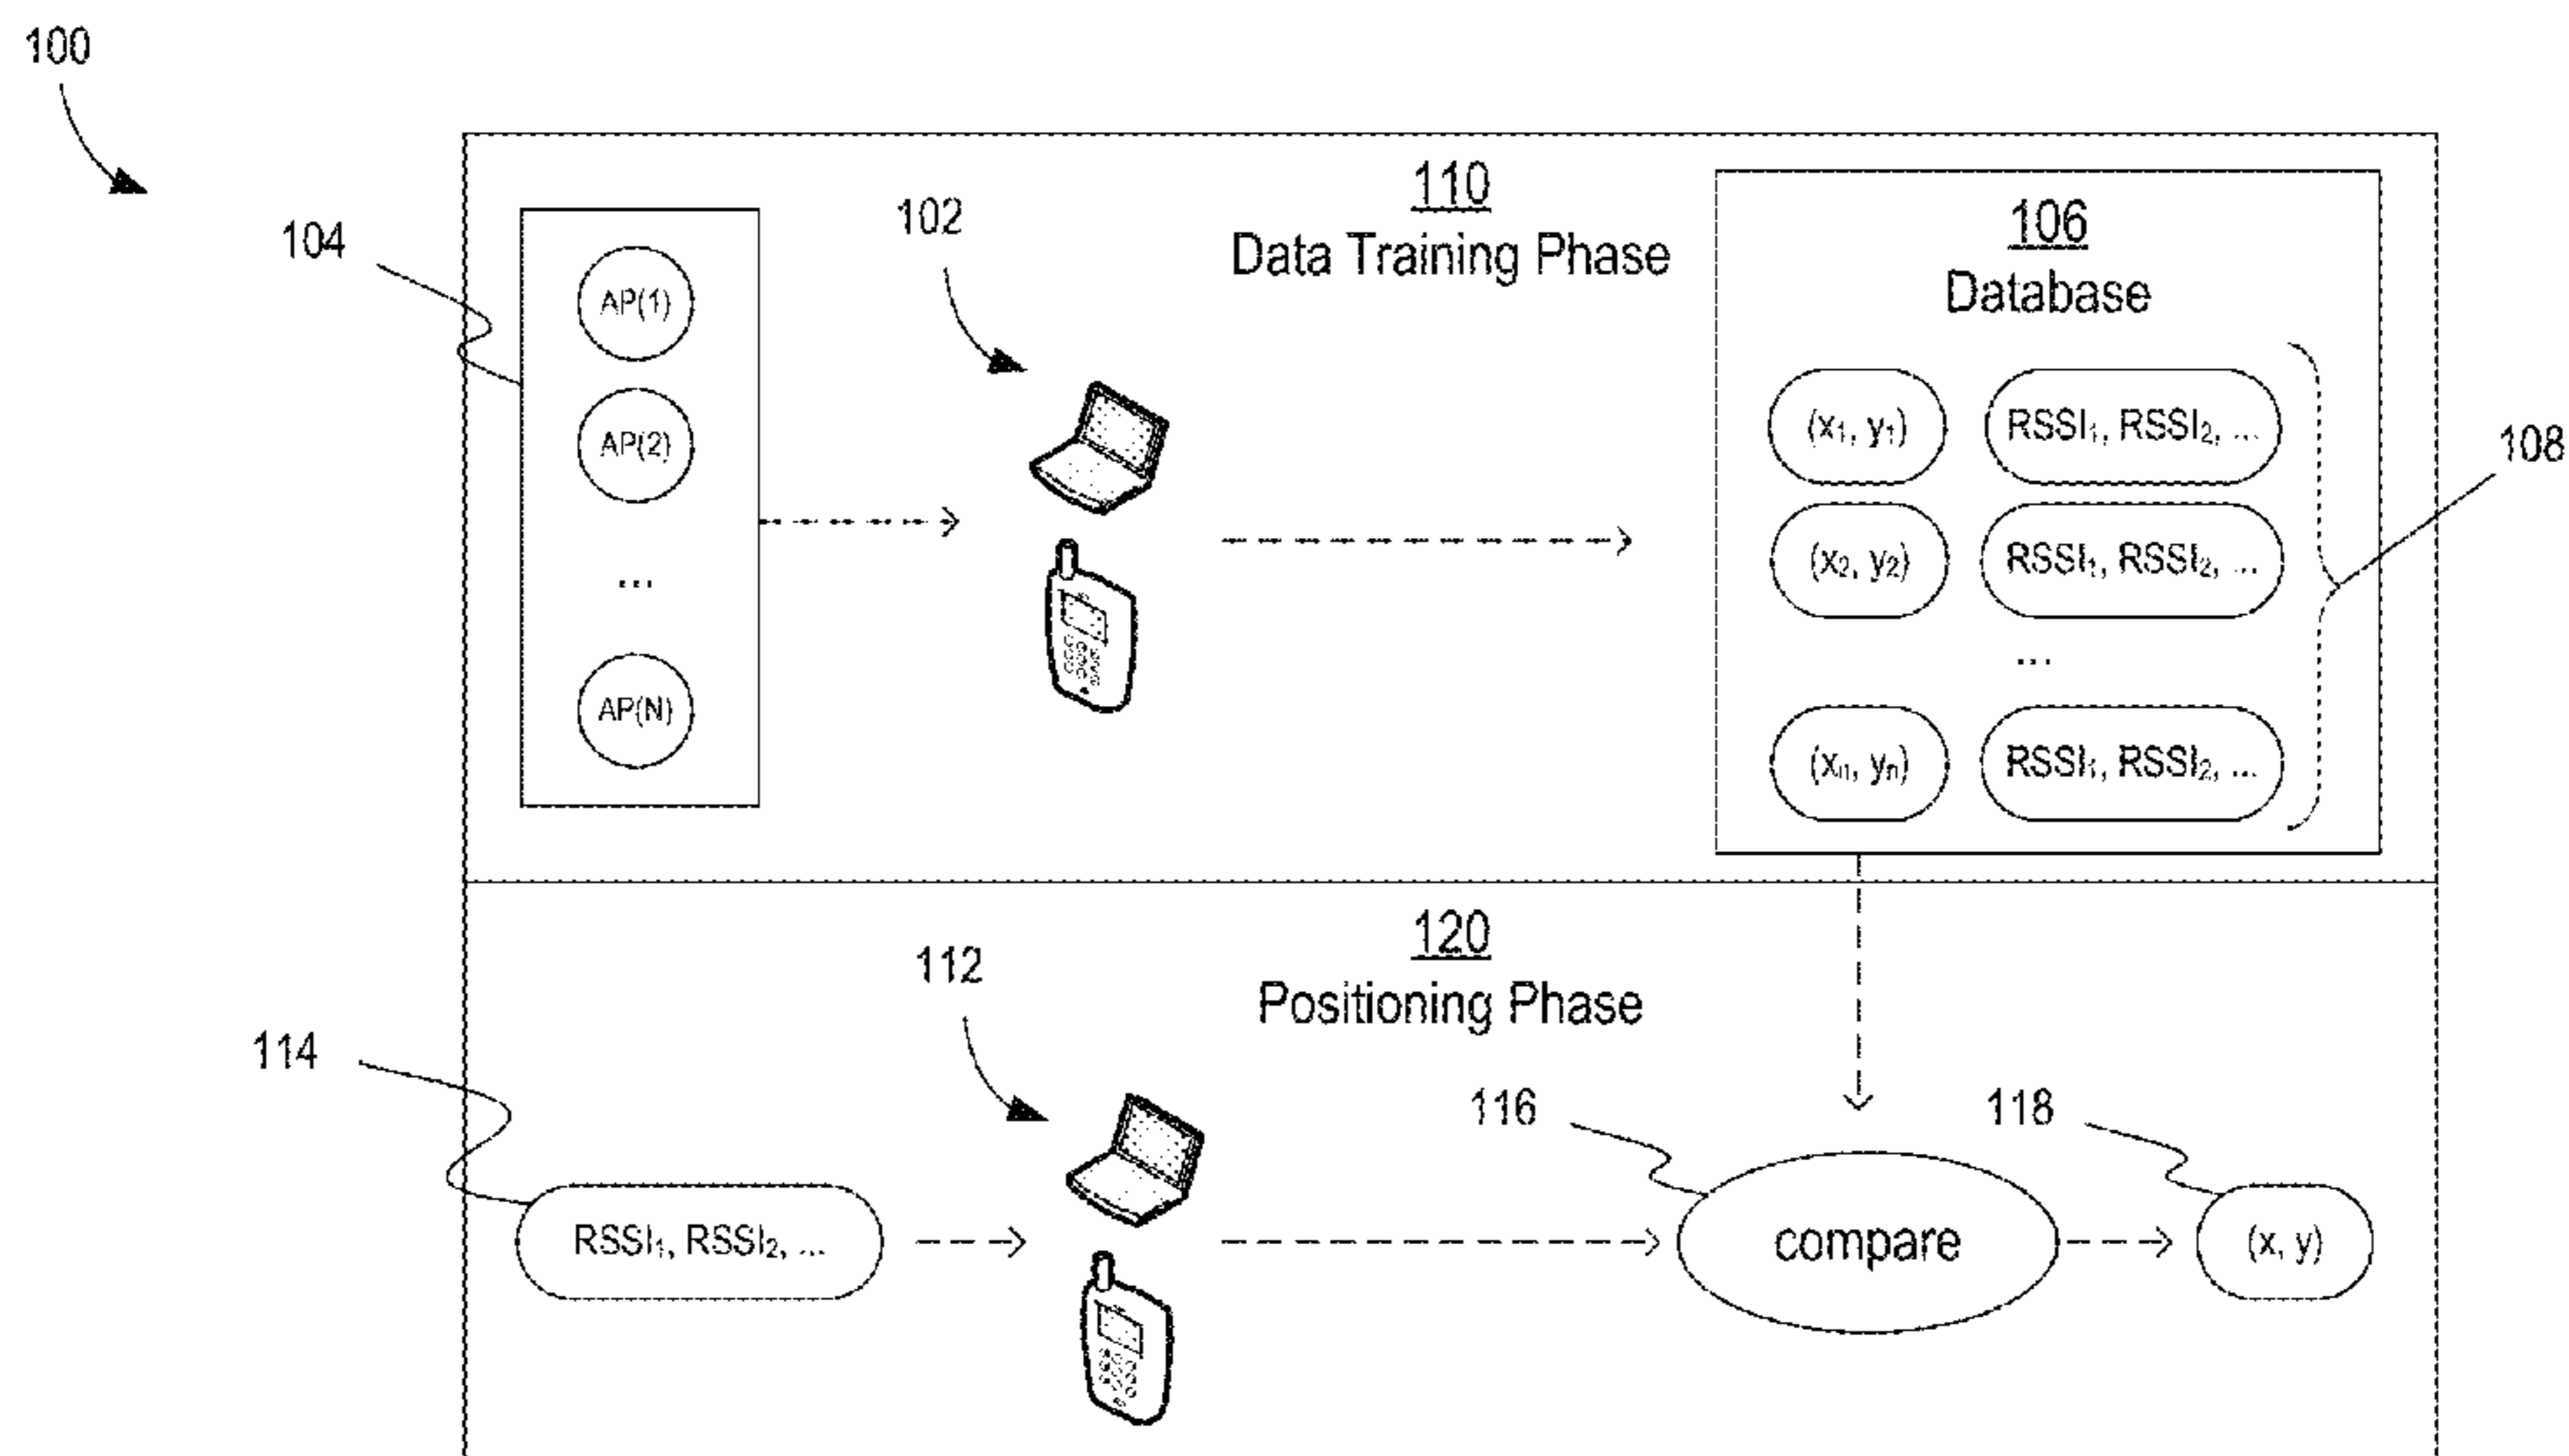 100
110
Data Training Phase
102
104
106
Database
AP(1)
AP(2)
...
AP(N)
(x₁, y₁) RSSI₁, RSSI₂, ...
(x₂, y₂) RSSI₁, RSSI₂, ...
...
(xₙ, yₙ) RSSI₁, RSSI₂, ...
108
120
Positioning Phase
112
114
116
118
RSSI₁, RSSI₂, ...
compare
(x, y)